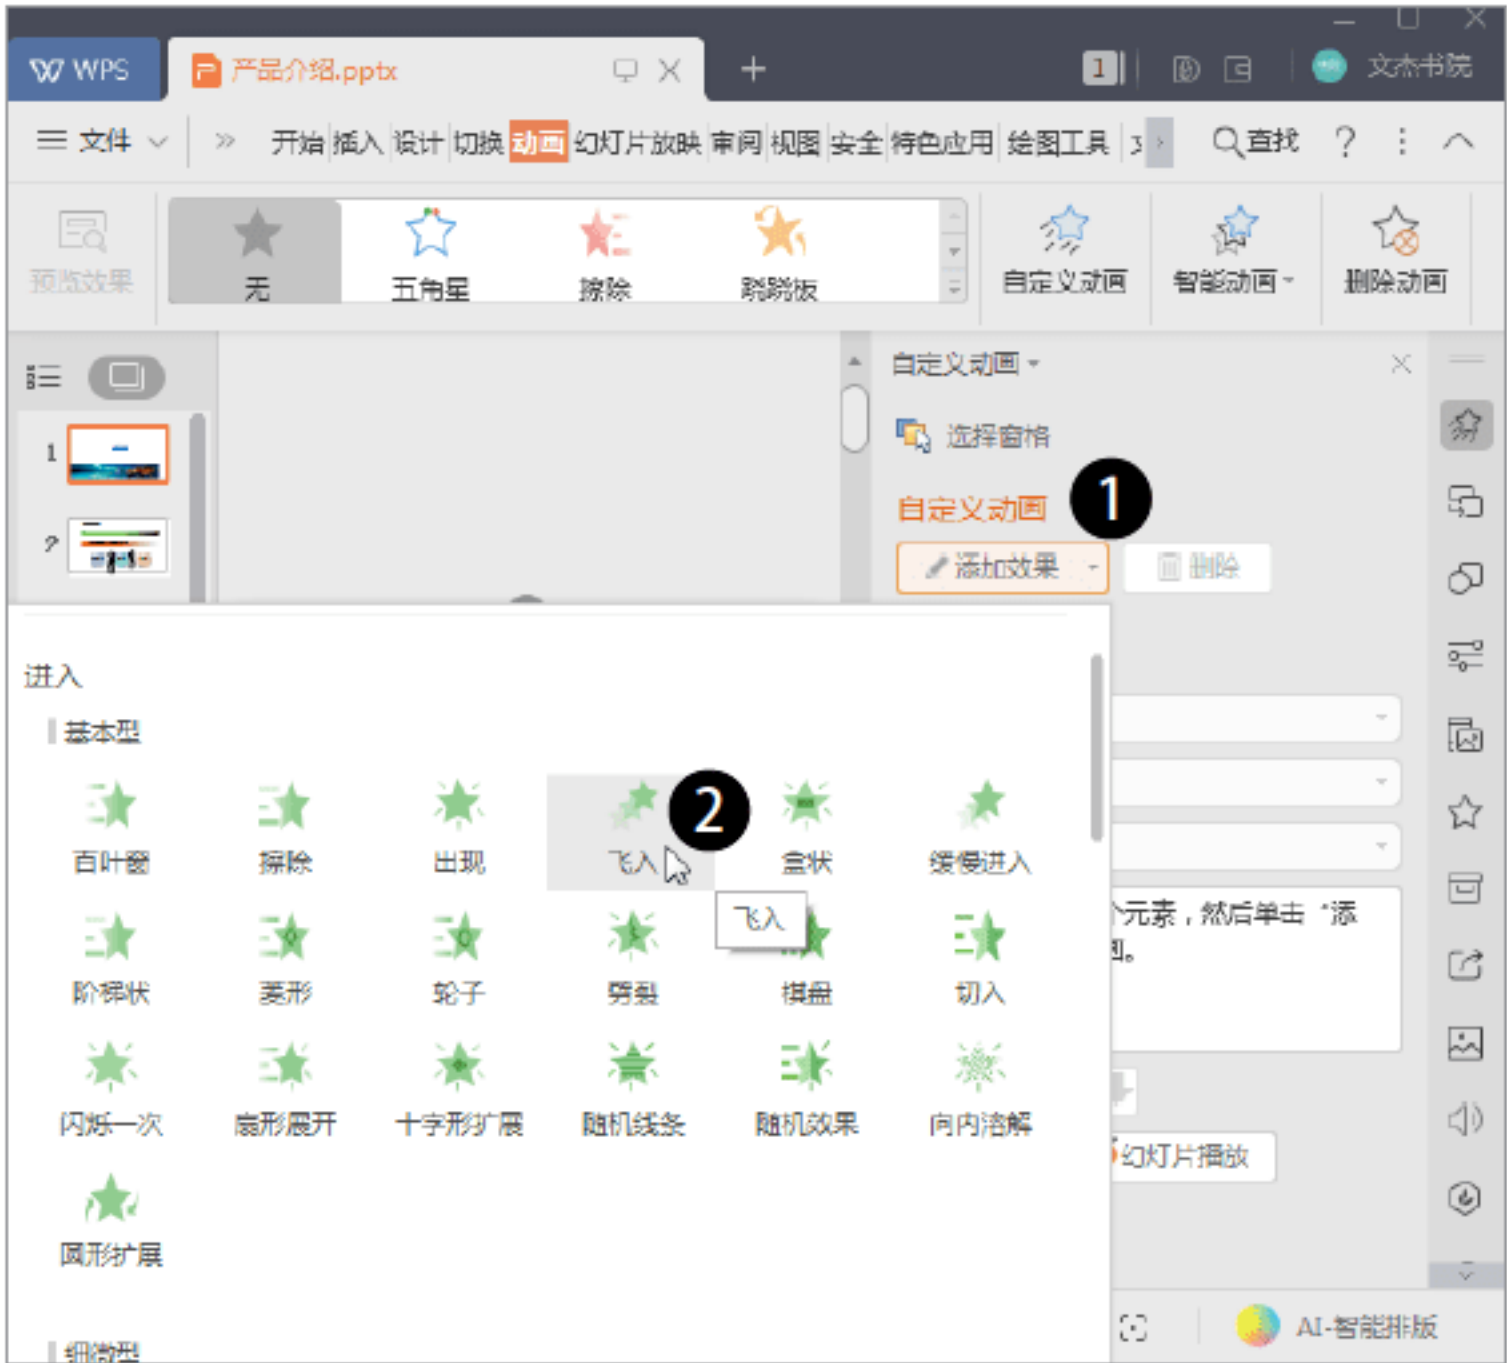 WPS 产品介绍.pptx 1 文杰书院
文件 开始 插入 设计 切换 动画 幻灯片放映 审阅 视图 安全 特色应用 绘图工具 查找
预览效果 无 五角星 擦除 跷跷板 自定义动画 智能动画 删除动画
自定义动画
1
选择窗格
自定义动画 1
2
添加效果 删除
进入
基本型
2
百叶窗 擦除 出现 飞入 盒状 缓慢进入
飞入
个元素，然后单击“添
画。
阶梯状 菱形 轮子 劈裂 棋盘 切入
闪烁一次 扇形展开 十字形扩展 随机线条 随机效果 向内溶解
幻灯片播放
圆形扩展
细微型
AI-智能排版